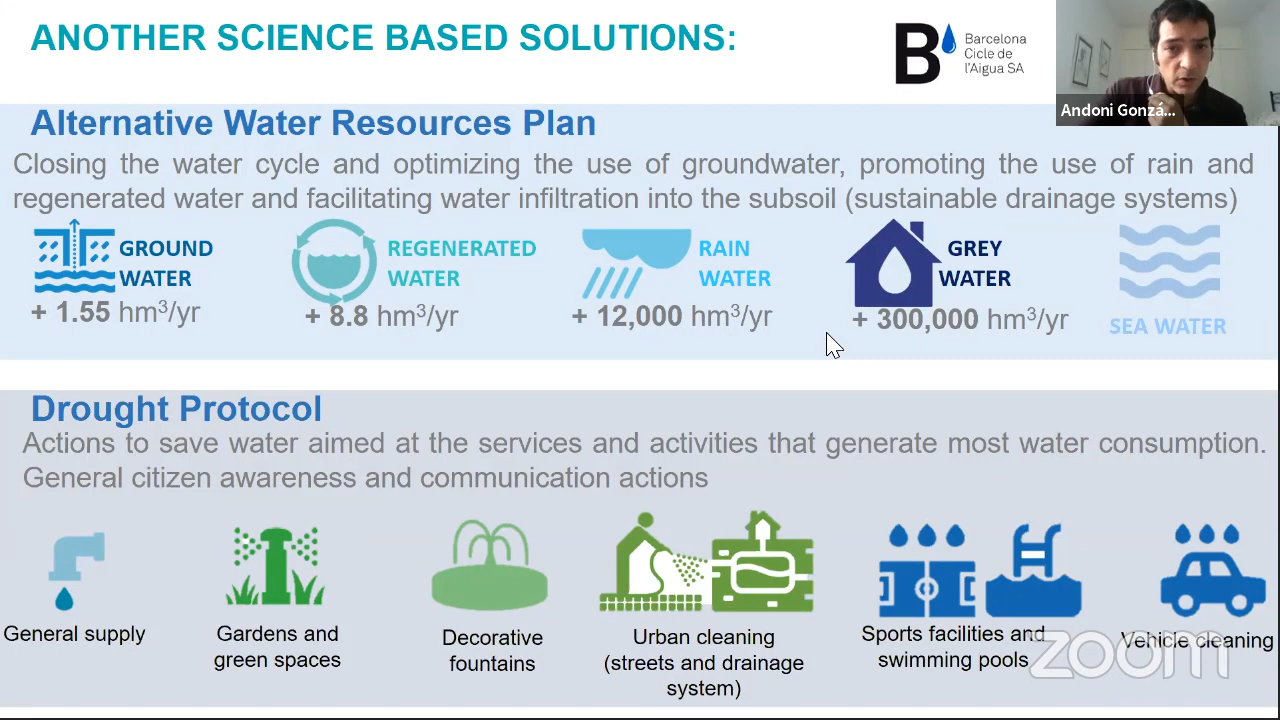 ANOTHER SCIENCE BASED SOLUTIONS:
B
Barcelona
Cicle de
l'Aigua SA
Andoni Gonzá...
Alternative Water Resources Plan
Closing the water cycle and optimizing the use of groundwater, promoting the use of rain and
regenerated water and facilitating water infiltration into the subsoil (sustainable drainage systems)
GROUND
WATER
+ 1.55 hm³/yr
REGENERATED
WATER
+ 8.8 hm³/yr
RAIN
WATER
+ 12,000 hm³/yr
GREY
WATER
+ 300,000 hm³/yr
SEA WATER
Drought Protocol
Actions to save water aimed at the services and activities that generate most water consumption.
General citizen awareness and communication actions
General supply
Gardens and
green spaces
Decorative
fountains
Urban cleaning
(streets and drainage
system)
Sports facilities and
swimming pools
Vehicle cleaning
zoom